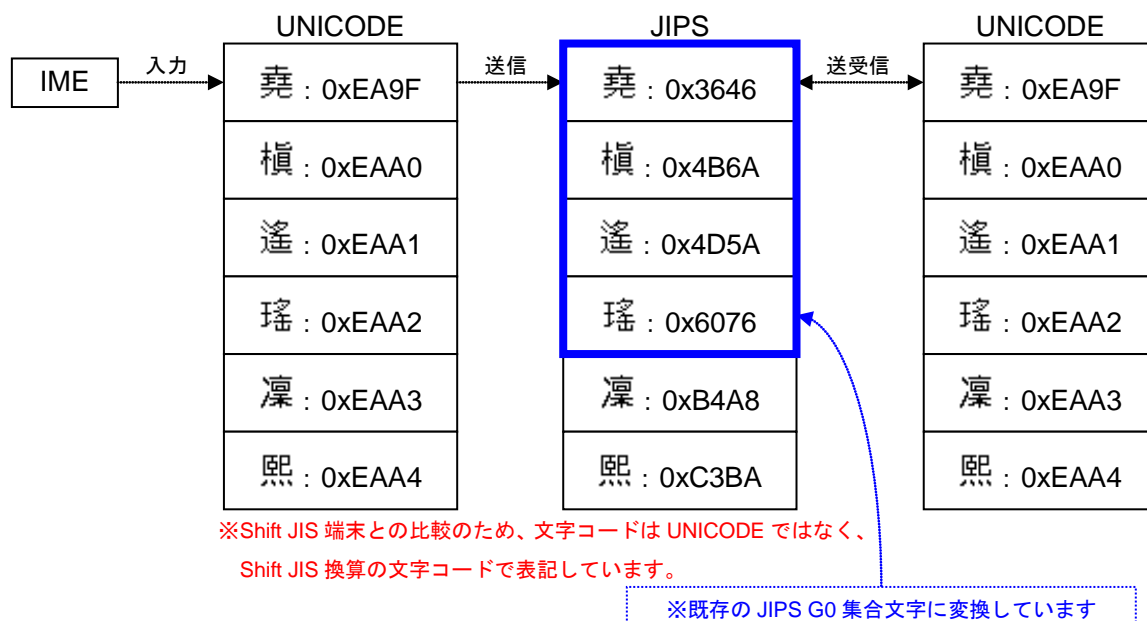 UNICODE JIPS UNICODE
IME 入力 堯 : 0xEA9F 送信 堯 : 0x3646 送受信 堯 : 0xEA9F
槇 : 0xEAA0 槇 : 0x4B6A 槇 : 0xEAA0
遙 : 0xEAA1 遙 : 0x4D5A 遙 : 0xEAA1
瑤 : 0xEAA2 瑤 : 0x6076 瑤 : 0xEAA2
凜 : 0xEAA3 凜 : 0xB4A8 凜 : 0xEAA3
熙 : 0xEAA4 熙 : 0xC3BA 熙 : 0xEAA4
※Shift JIS 端末との比較のため、文字コードは UNICODE ではなく、
Shift JIS 換算の文字コードで表記しています。
※既存の JIPS G0 集合文字に変換しています